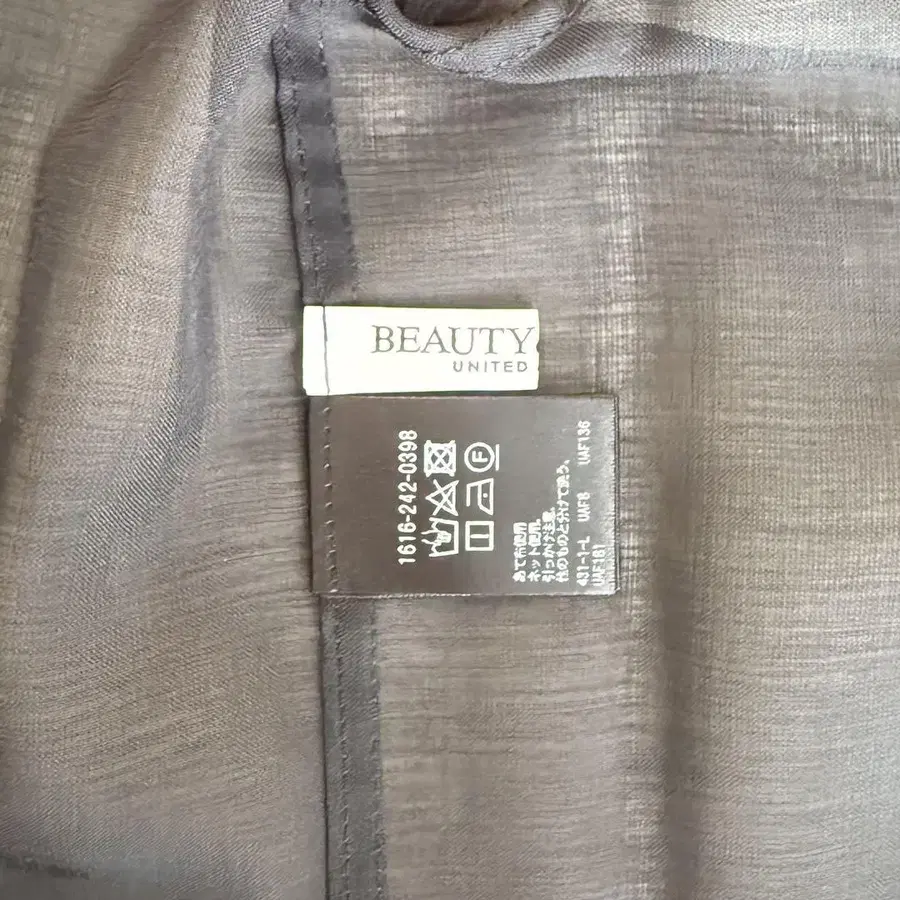 BEAUTY
UNITED
1616-242-0398
F
あて布使用。
ネット使用。
引っかけ注意。
他のものと分けて洗う。
431-1-L UAF8 UAF136
UAF161